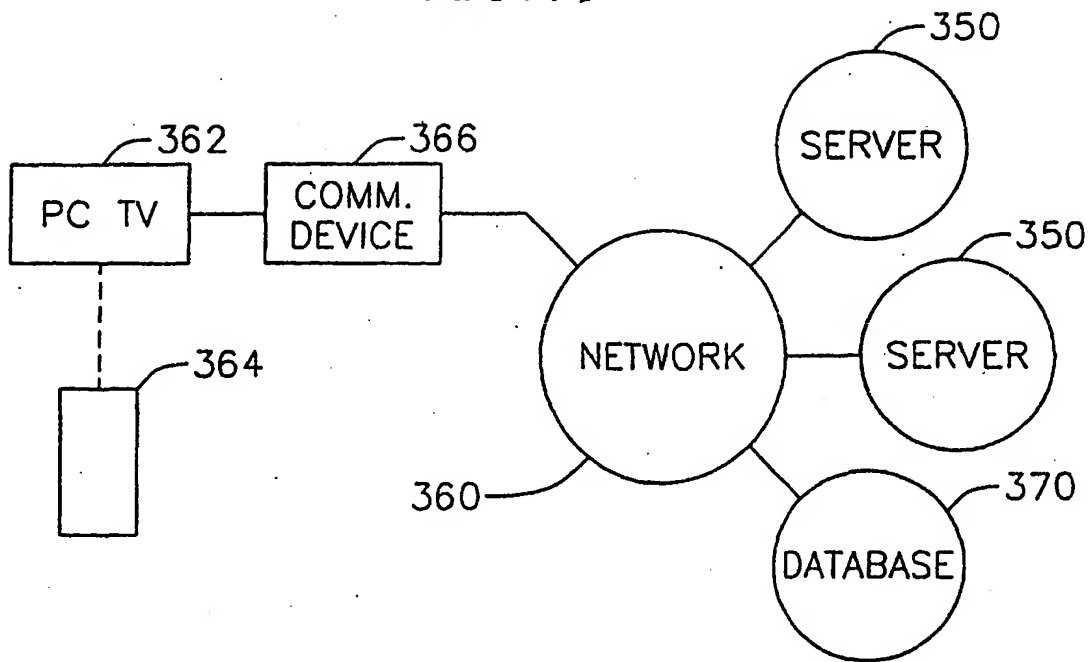 350
362
366
SERVER
PC TV
COMM.
DEVICE
350
364
NETWORK
SERVER
360
370
DATABASE